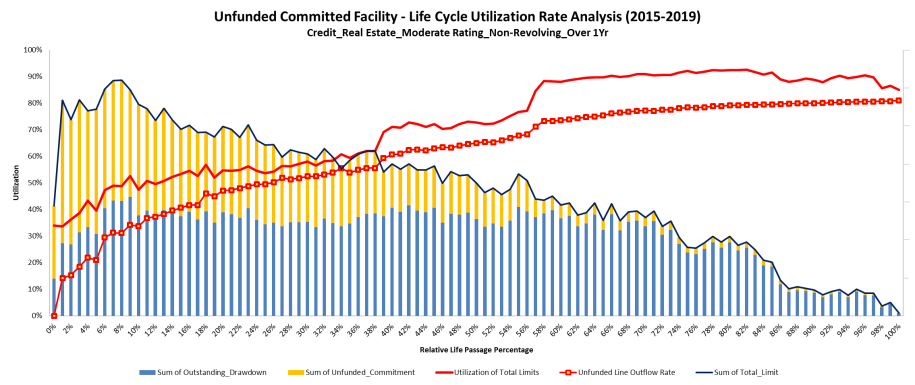 Unfunded Committed Facility - Life Cycle Utilization Rate Analysis (2015-2019)
Credit_Real Estate_Moderate Rating_Non-Revolving_Over 1Yr
100%
90%
80%
70%
60%
50%
40%
30%
20%
10%
0%
Utilization
0% 2% 4% 6% 8% 10% 12% 14% 16% 18% 20% 22% 24% 26% 28% 30% 32% 34% 36% 38% 40% 42% 44% 46% 48% 50% 52% 54% 56% 58% 60% 62% 64% 66% 68% 70% 72% 74% 76% 78% 80% 82% 84% 86% 88% 90% 92% 94% 96% 98% 100%
Relative Life Passage Percentage
Sum of Outstanding_Drawdown Sum of Unfunded_Commitment Utilization of Total Limits Unfunded Line Outflow Rate Sum of Total_Limit